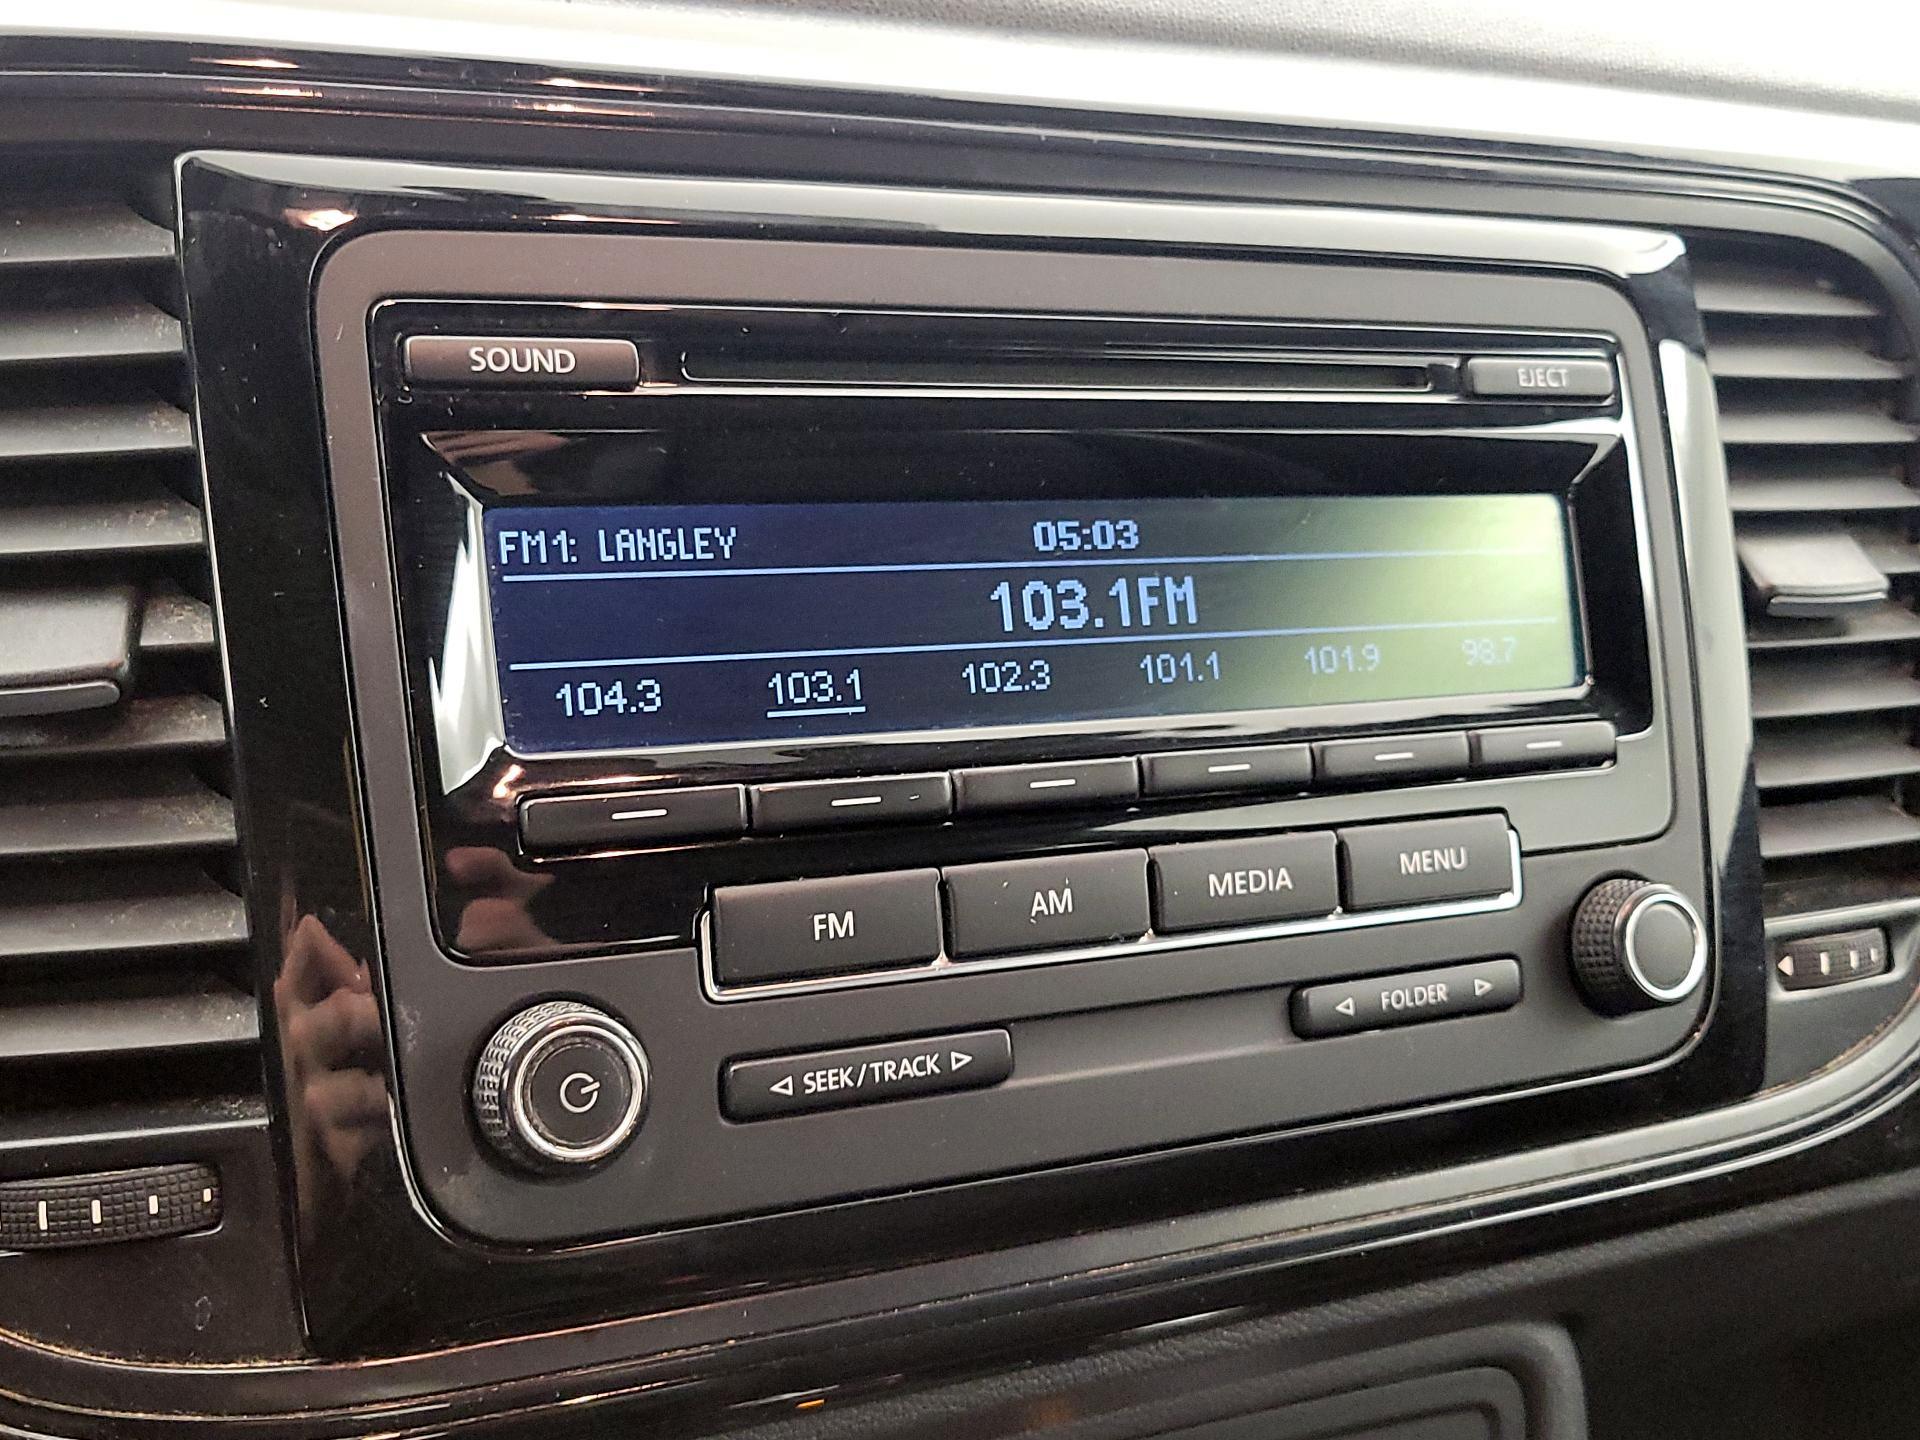 SOUND EJECT
FM1: LANGLEY 05:03
103.1FM
104.3 103.1 102.3 101.1 101.9 98.7
FM AM MEDIA MENU
SEEK/TRACK FOLDER